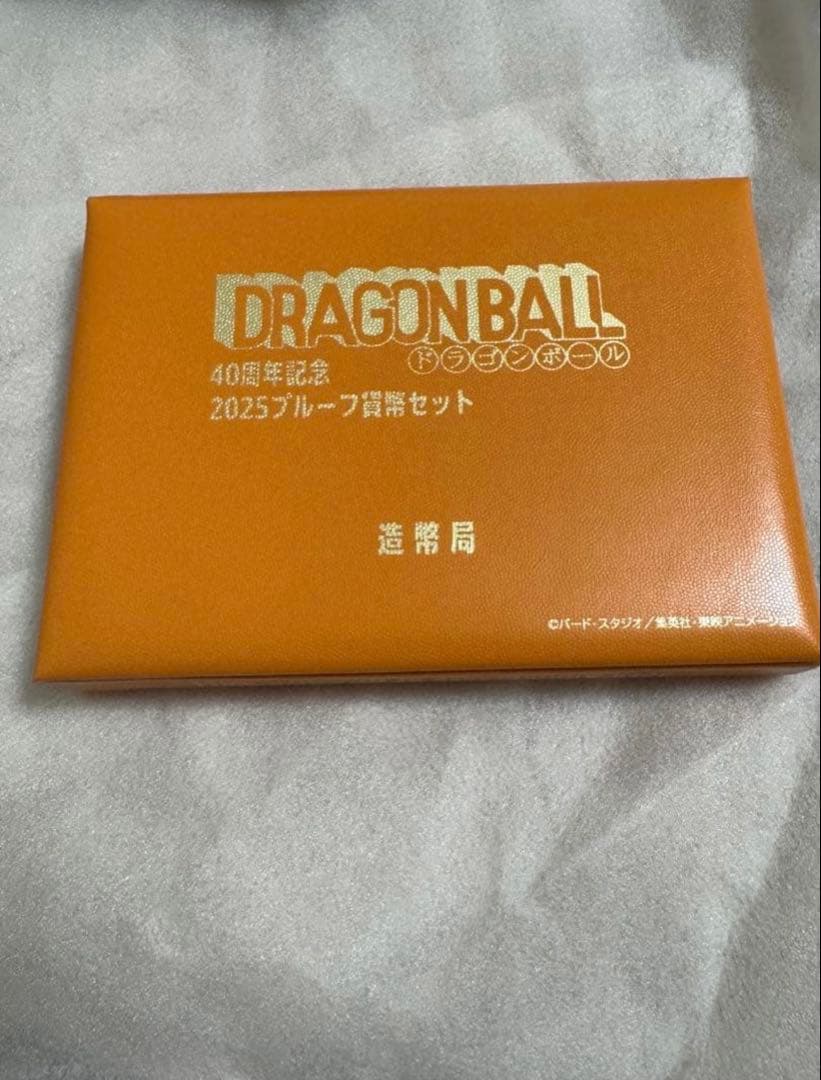 DRAGON BALL
ドラゴンボール
40周年記念
2025プルーフ貨幣セット
造幣局
©バード・スタジオ/集英社・東映アニメーション